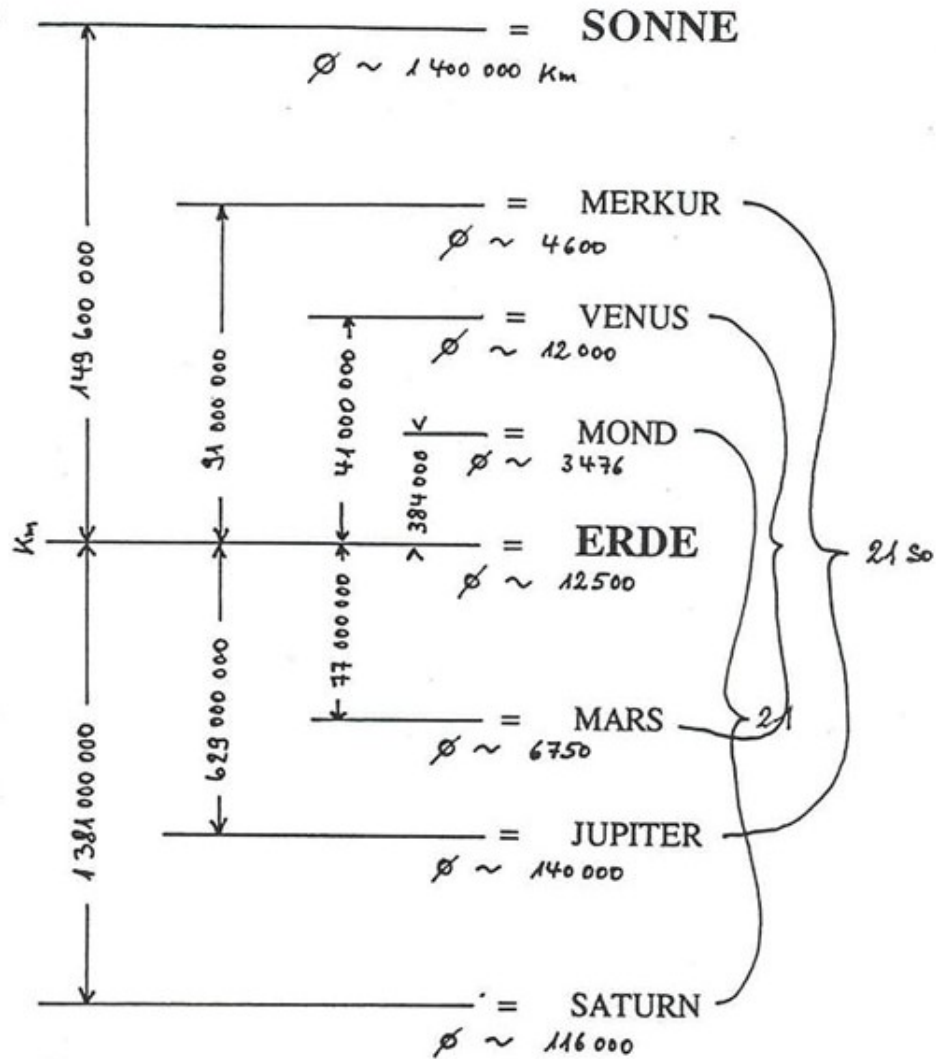 = SONNE
Ø ~ 1 400 000 Km
= MERKUR
Ø ~ 4600
149 600 000
91 000 000
= VENUS
Ø ~ 12 000
41 000 000
= MOND
Ø ~ 3476
384 000
Km
= ERDE
Ø ~ 12500
21 So
77 000 000
= MARS
21
Ø ~ 6750
629 000 000
1 381 000 000
= JUPITER
Ø ~ 140 000
= SATURN
Ø ~ 116 000